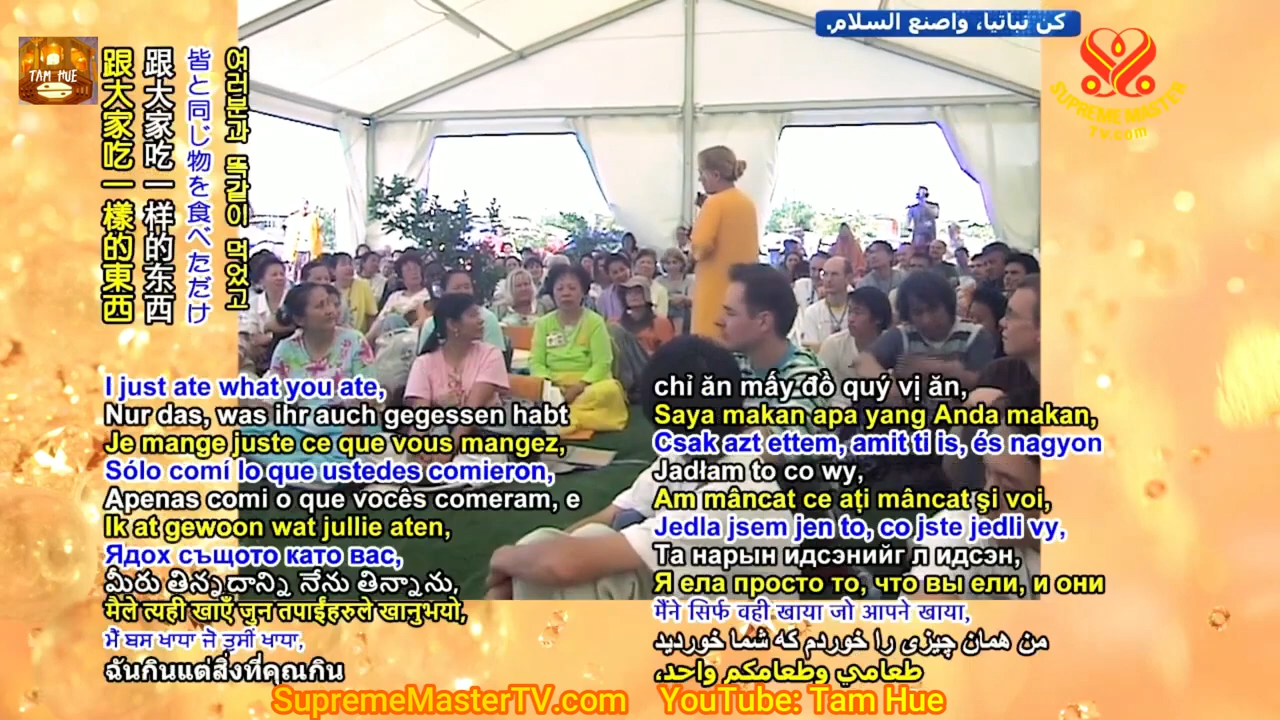 كن نباتيا، واصنع السلام.
TAM HUE
SUPREME MASTER
TV.com
跟大家吃一樣的東西
跟大家吃一样的东西
皆と同じ物を食べただけ
여러분과 똑같이 먹었고
I just ate what you ate,
Nur das, was ihr auch gegessen habt
Je mange juste ce que vous mangez,
Sólo comí lo que ustedes comieron,
Apenas comi o que vocês comeram, e
Ik at gewoon wat jullie aten,
Ядох същото като вас,
మీరు తిన్నదాన్ని నేను తిన్నాను,
मैले त्यही खाएँ जुन तपाईंहरुले खानुभयो,
ਮੈਂ ਬਸ ਖਾਧਾ ਜੋ ਤੁਸੀਂ ਖਾਧਾ,
ฉันกินแต่สิ่งที่คุณกิน
chỉ ăn mấy đồ quý vị ăn,
Saya makan apa yang Anda makan,
Csak azt ettem, amit ti is, és nagyon
Jadłam to co wy,
Am mâncat ce ați mâncat şi voi,
Jedla jsem jen to, co jste jedli vy,
Та нарын идсэнийг л идсэн,
Я ела просто то, что вы ели, и они
मैंने सिर्फ वही खाया जो आपने खाया,
من همان چیزی را خوردم که شما خوردید
طعامي وطعامكم واحد،
SupremeMasterTV.com YouTube: Tam Hue